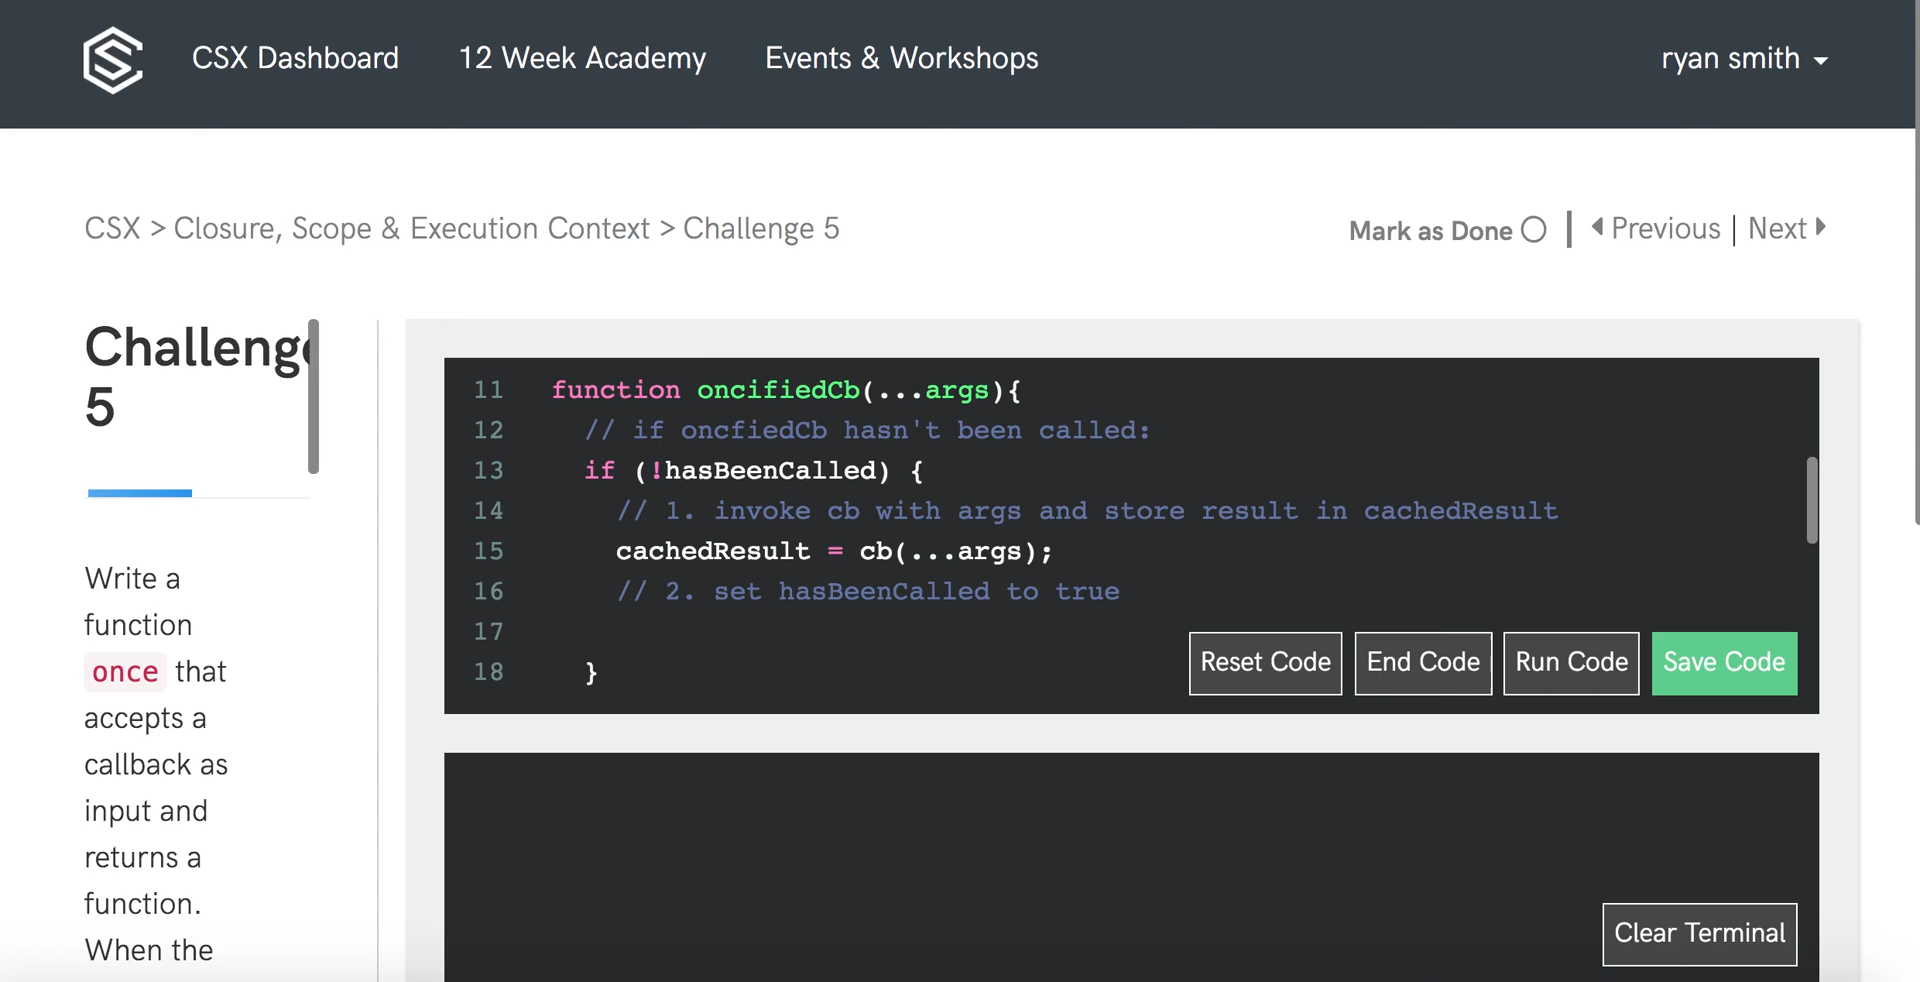 CSX Dashboard 12 Week Academy Events & Workshops ryan smith
CSX > Closure, Scope & Execution Context > Challenge 5
Mark as Done | Previous | Next
Challenge
5
Write a
function
once that
accepts a
callback as
input and
returns a
function.
When the
11 function oncifiedCb(...args){
12 // if oncfiedCb hasn't been called:
13 if (!hasBeenCalled) {
14 // 1. invoke cb with args and store result in cachedResult
15 cachedResult = cb(...args);
16 // 2. set hasBeenCalled to true
17
18 }
Reset Code End Code Run Code Save Code
Clear Terminal